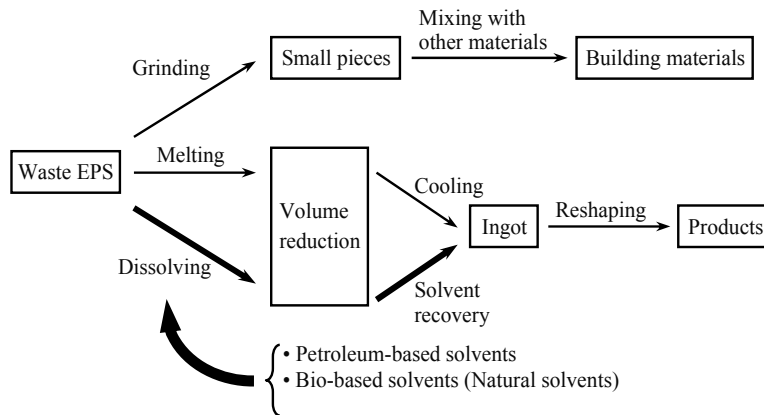 Mixing with
other materials
Grinding
Small pieces
Building materials
Waste EPS
Melting
Volume
reduction
Cooling
Ingot
Reshaping
Products
Dissolving
Solvent
recovery
• Petroleum-based solvents
• Bio-based solvents (Natural solvents)